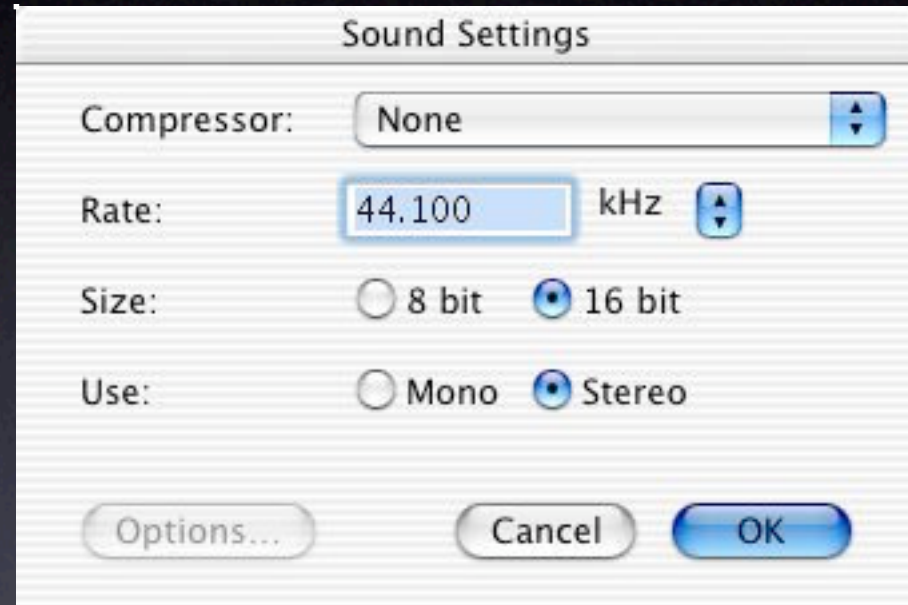 Sound Settings
Compressor: None
Rate: 44.100 kHz
Size: 8 bit 16 bit
Use: Mono Stereo
Options... Cancel OK